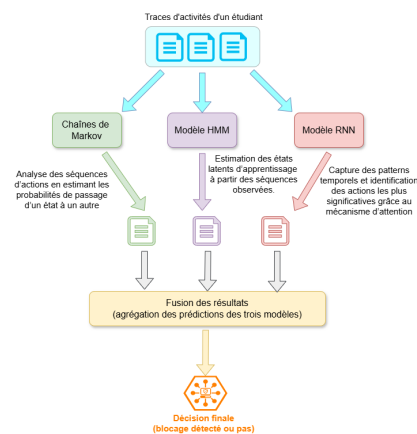 Traces d'activités d'un étudiant
Chaînes de
Markov
Modèle HMM
Modèle RNN
Analyse des séquences
d'actions en estimant les
probabilités de passage
d'un état à un autre
Estimation des états
latents d'apprentissage
à partir des séquences
observées.
Capture des patterns
temporels et identification
des actions les plus
significatives grâce au
mécanisme d'attention
Fusion des résultats
(agrégation des prédictions des trois modèles)
Décision finale
(blocage détecté ou pas)